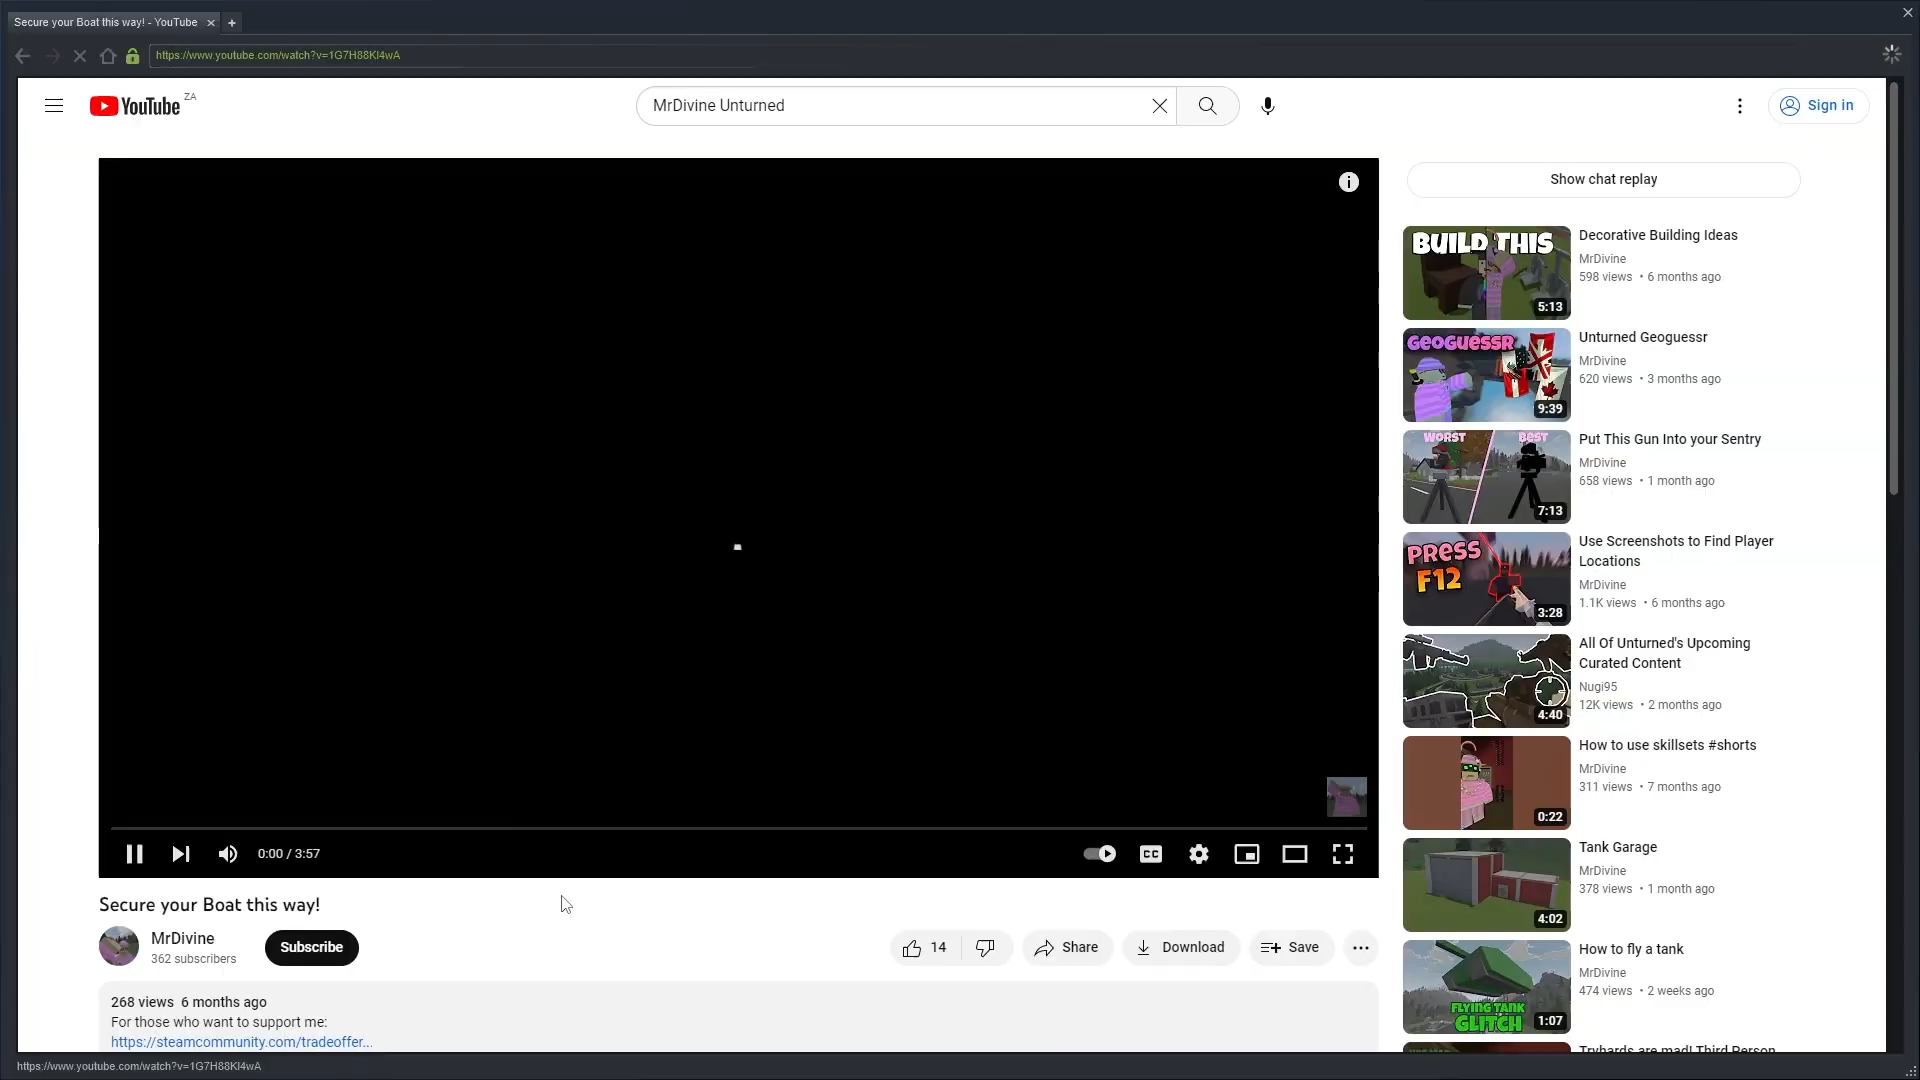 Secure your Boat this way! - YouTube
https://www.youtube.com/watch?v=1G7H88Kl4wA
YouTube ZA
MrDivine Unturned
Sign in
Show chat replay
BUILD THIS
5:13
Decorative Building Ideas
MrDivine
598 views • 6 months ago
GEOGUESSR
9:39
Unturned Geoguessr
MrDivine
620 views • 3 months ago
WORST BEST
7:13
Put This Gun Into your Sentry
MrDivine
658 views • 1 month ago
PRESS
F12
3:28
Use Screenshots to Find Player
Locations
MrDivine
1.1K views • 6 months ago
4:40
All Of Unturned's Upcoming
Curated Content
Nugi95
12K views • 2 months ago
0:22
How to use skillsets #shorts
MrDivine
311 views • 7 months ago
4:02
Tank Garage
MrDivine
378 views • 1 month ago
FLYING TANK
GLITCH
1:07
How to fly a tank
MrDivine
474 views • 2 weeks ago
Tryhards are mad! Third Person
0:00 / 3:57
CC
Secure your Boat this way!
MrDivine
362 subscribers
Subscribe
14
Share
Download
Save
268 views 6 months ago
For those who want to support me:
https://steamcommunity.com/tradeoffer...
https://www.youtube.com/watch?v=1G7H88Kl4wA